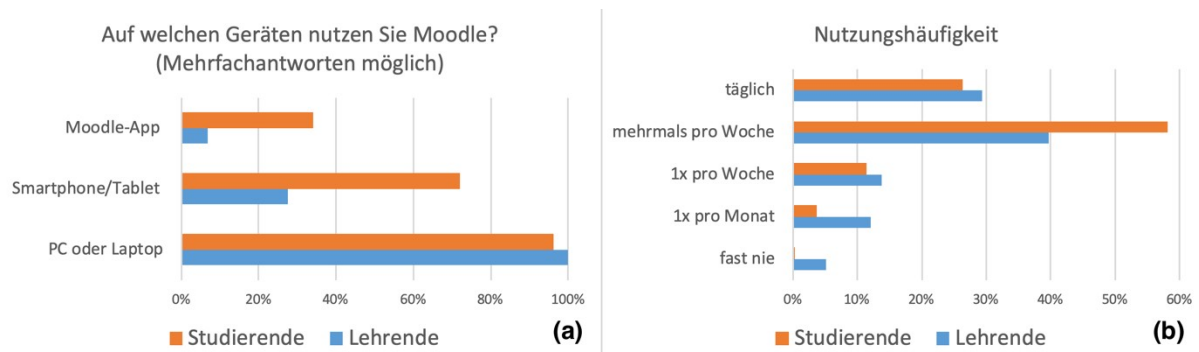 Auf welchen Geräten nutzen Sie Moodle?
(Mehrfachantworten möglich)
Moodle-App
Smartphone/Tablet
PC oder Laptop
0% 20% 40% 60% 80% 100%
Studierende Lehrende
(a)
Nutzungshäufigkeit
täglich
mehrmals pro Woche
1x pro Woche
1x pro Monat
fast nie
0% 10% 20% 30% 40% 50% 60%
Studierende Lehrende
(b)